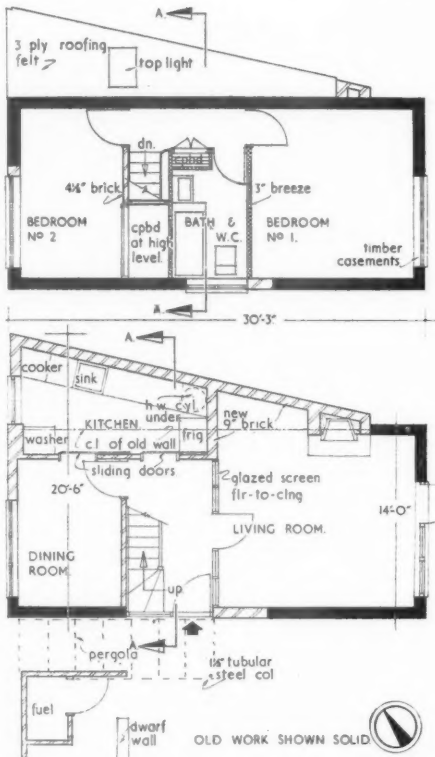 A.
3 ply roofing
felt
top light
dn.
cpbd
4½" brick
3" breeze
BEDROOM
Nº 2
cpbd
at high
level.
BATH &
W.C.
BEDROOM
Nº 1.
timber
casements
A.
30'-3"
A.
cooker
sink
h.w.cyl.
under
new
9" brick
washer
KITCHEN
frig
c.l of old wall
sliding doors
glazed screen
flr-to-clng
20'-6"
14'-0"
LIVING ROOM.
DINING
ROOM.
up.
A.
pergola
1½" tubular
steel col
fuel
dwarf
wall
OLD WORK SHOWN SOLID